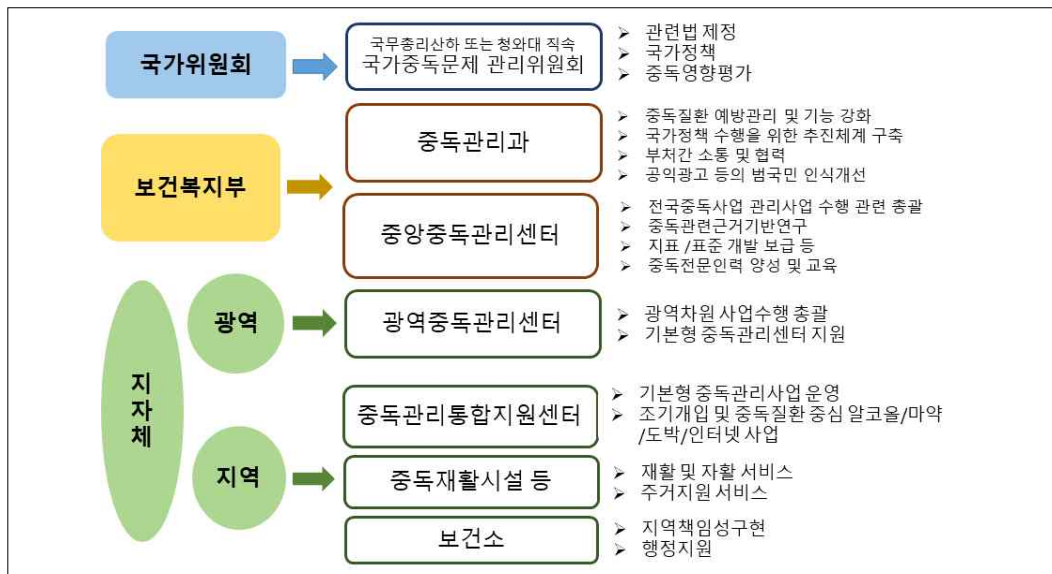 국가위원회
국무총리산하 또는 청와대 직속
국가중독문제 관리위원회
➢ 관련법 제정
➢ 국가정책
➢ 중독영향평가
보건복지부
중독관리과
➢ 중독질환 예방관리 및 기능 강화
➢ 국가정책 수행을 위한 추진체계 구축
➢ 부처간 소통 및 협력
➢ 공익광고 등의 범국민 인식개선
중앙중독관리센터
➢ 전국중독사업 관리사업 수행 관련 총괄
➢ 중독관련근거기반연구
➢ 지표 /표준 개발 보급 등
➢ 중독전문인력 양성 및 교육
지
자
체
광역
광역중독관리센터
➢ 광역차원 사업수행 총괄
➢ 기본형 중독관리센터 지원
지역
중독관리통합지원센터
➢ 기본형 중독관리사업 운영
➢ 조기개입 및 중독질환 중심 알코올/마약
/도박/인터넷 사업
중독재활시설 등
➢ 재활 및 자활 서비스
➢ 주거지원 서비스
보건소
➢ 지역책임성구현
➢ 행정지원